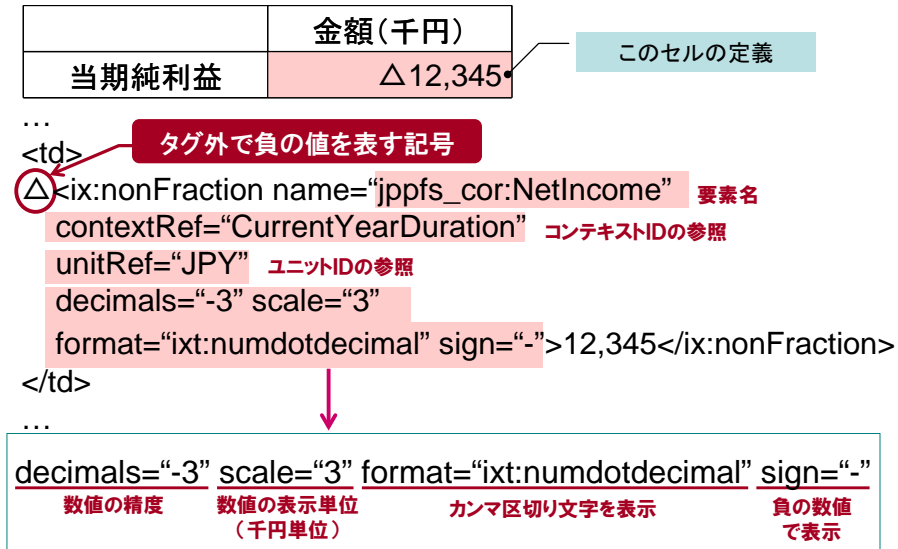 金額(千円)
このセルの定義
当期純利益 △12,345
…
<td>
タグ外で負の値を表す記号
△<ix:nonFraction name=“jppfs_cor:NetIncome” 要素名
contextRef=“CurrentYearDuration” コンテキストIDの参照
unitRef=“JPY” ユニットIDの参照
decimals=“-3” scale=“3”
format=“ixt:numdotdecimal” sign=“-”>12,345</ix:nonFraction>
</td>
…
decimals=“-3” scale=“3” format=“ixt:numdotdecimal” sign=“-”
数値の精度 数値の表示単位 カンマ区切り文字を表示 負の数値
(千円単位) で表示